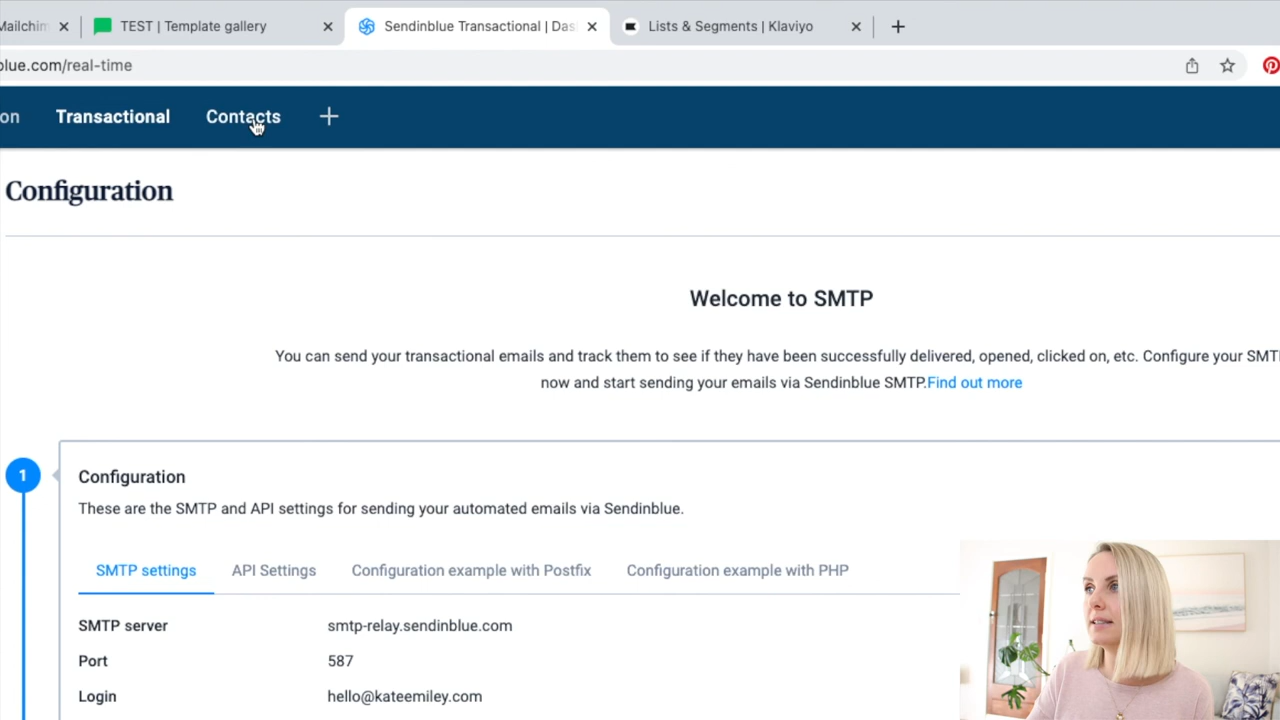 Mailchim
TEST | Template gallery
Sendinblue Transactional | Das
Lists & Segments | Klaviyo
blue.com/real-time
on
Transactional
Contacts
Configuration
Welcome to SMTP
You can send your transactional emails and track them to see if they have been successfully delivered, opened, clicked on, etc. Configure your SMT
now and start sending your emails via Sendinblue SMTP.Find out more
1
Configuration
These are the SMTP and API settings for sending your automated emails via Sendinblue.
SMTP settings
API Settings
Configuration example with Postfix
Configuration example with PHP
SMTP server
smtp-relay.sendinblue.com
Port
587
Login
hello@kateemiley.com